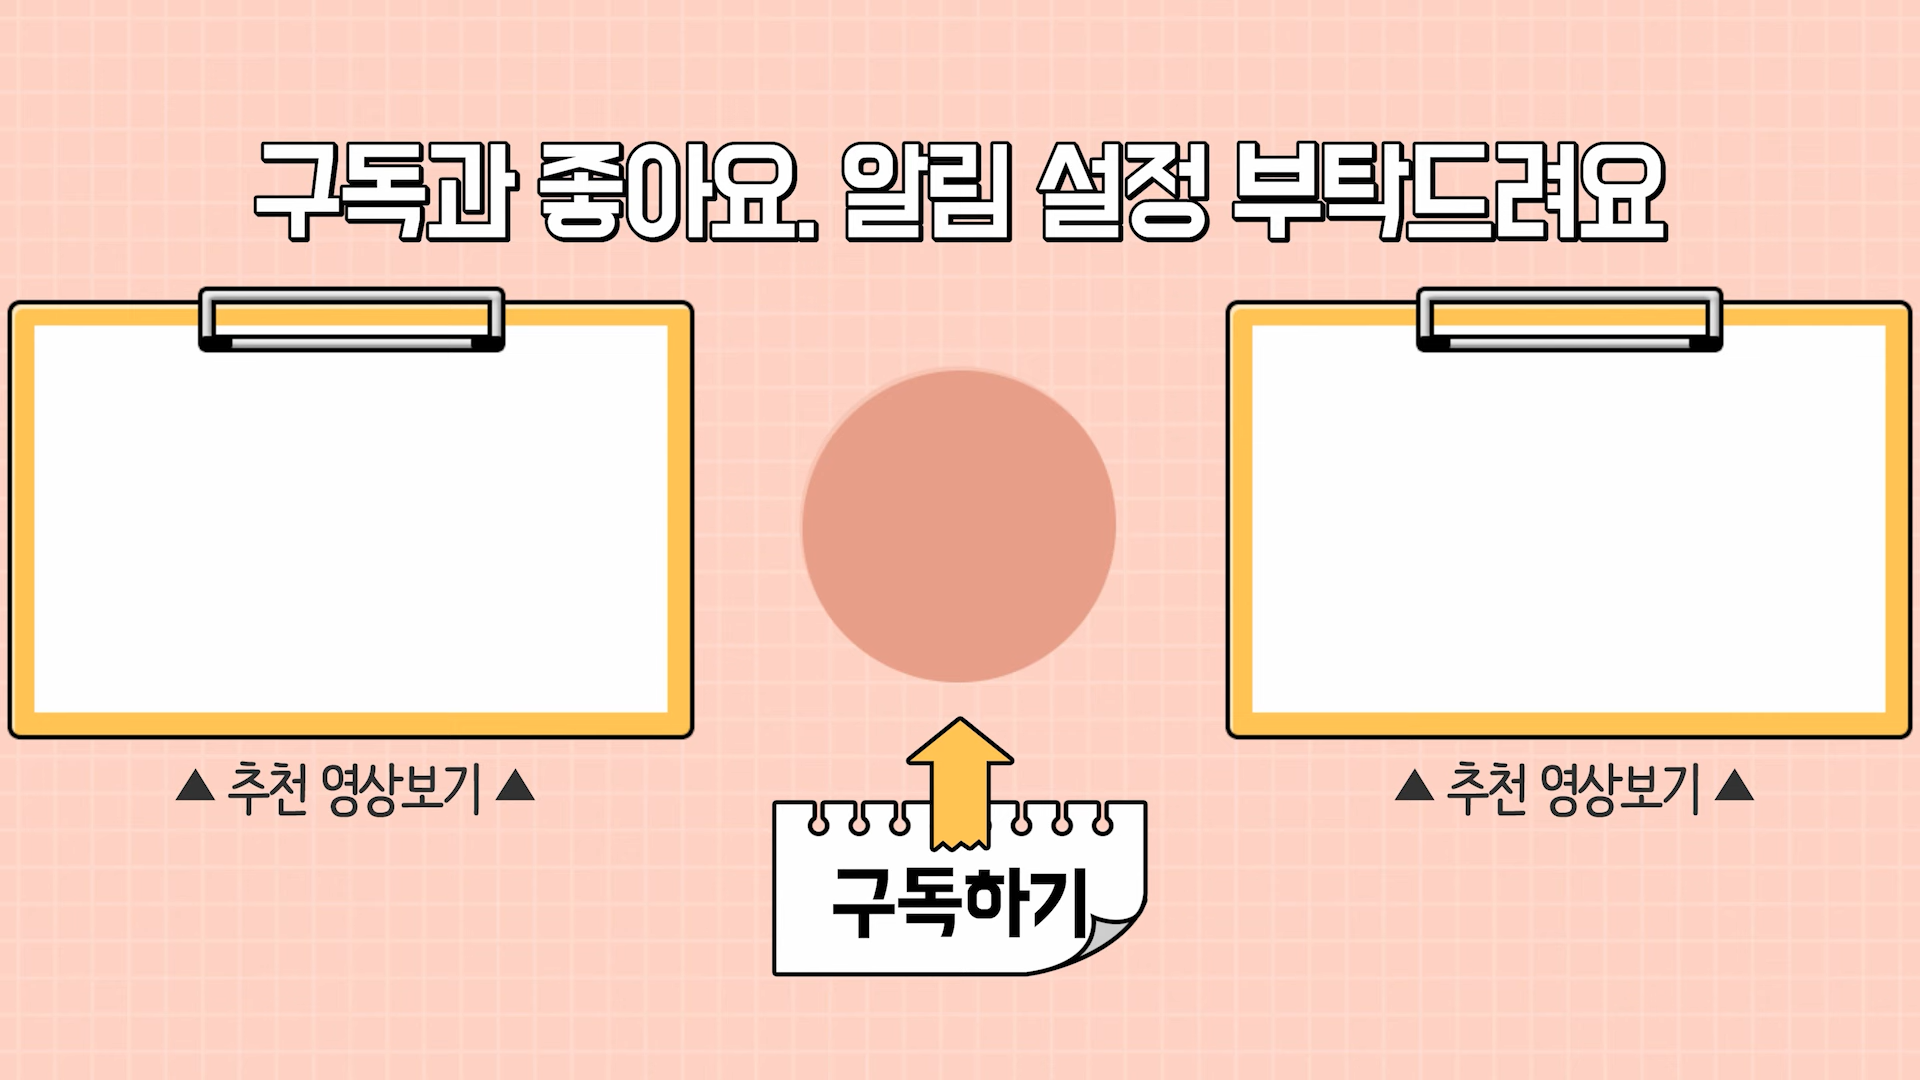 구독과 좋아요. 알림 설정 부탁드려요
▲ 추천 영상보기 ▲
▲ 추천 영상보기 ▲
구독하기